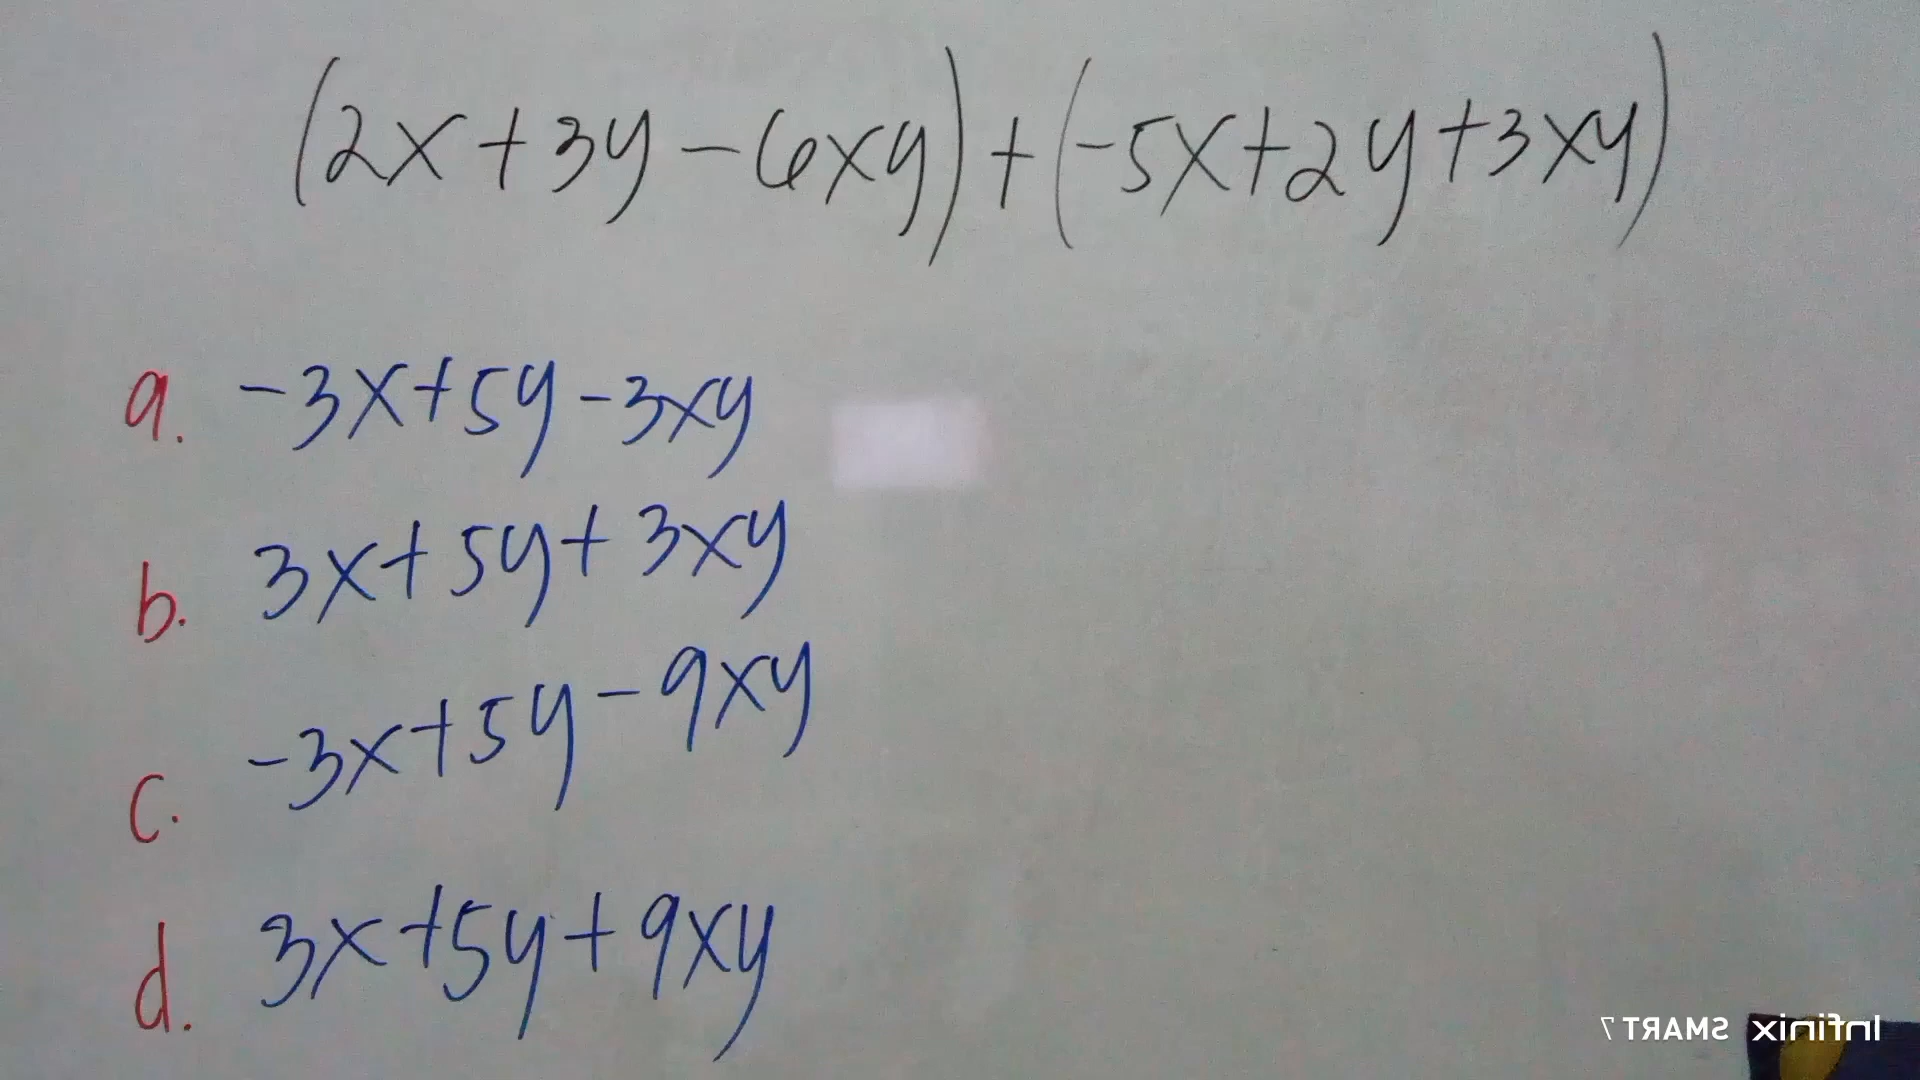 (2x+3y-6xy)+(-5x+2y+3xy)
a. -3x+5y-3xy
b. 3x+5y+3xy
c. -3x+5y-9xy
d. 3x+5y+9xy
Infinix SMART 7